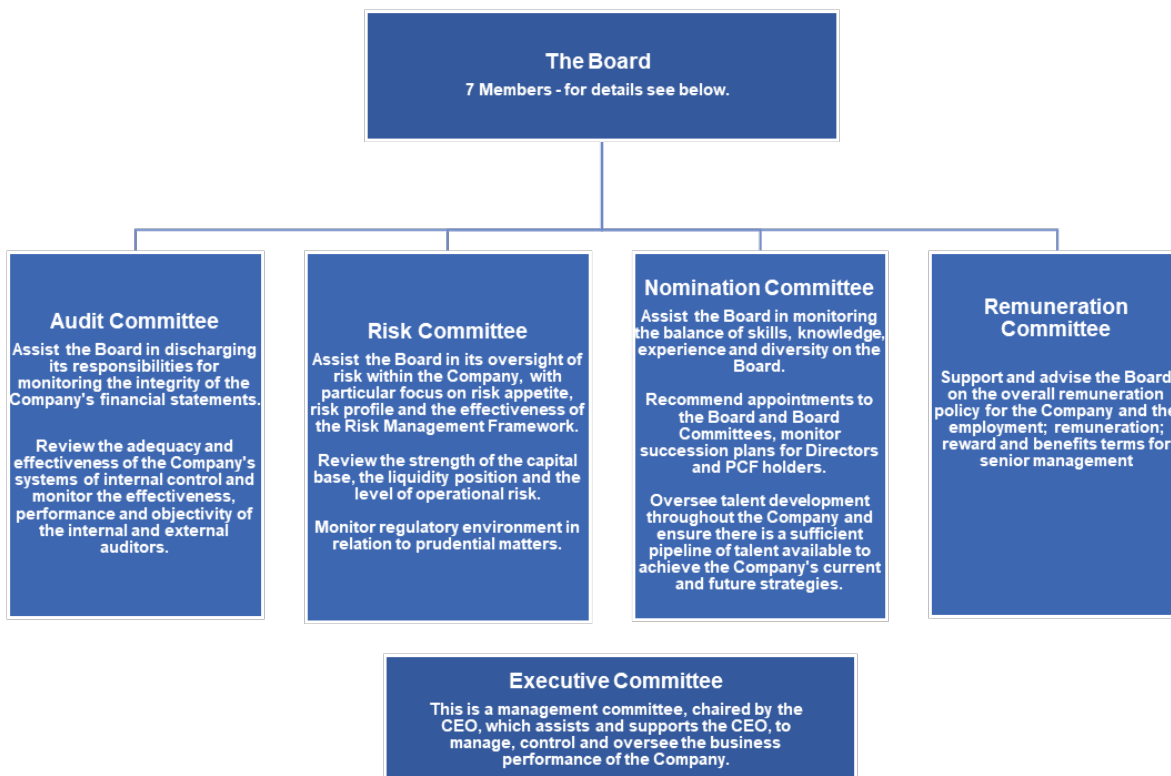 The Board
7 Members - for details see below.
Audit Committee
Assist the Board in discharging
its responsibilities for
monitoring the integrity of the
Company's financial statements.
Review the adequacy and
effectiveness of the Company's
systems of internal control and
monitor the effectiveness,
performance and objectivity of
the internal and external
auditors.
Risk Committee
Assist the Board in its oversight of
risk within the Company, with
particular focus on risk appetite,
risk profile and the effectiveness of
the Risk Management Framework.
Review the strength of the capital
base, the liquidity position and the
level of operational risk.
Monitor regulatory environment in
relation to prudential matters.
Nomination Committee
Assist the Board in monitoring
the balance of skills, knowledge,
experience and diversity on the
Board.
Recommend appointments to
the Board and Board
Committees, monitor
succession plans for Directors
and PCF holders.
Oversee talent development
throughout the Company and
ensure there is a sufficient
pipeline of talent available to
achieve the Company's current
and future strategies.
Remuneration
Committee
Support and advise the Board
on the overall remuneration
policy for the Company and the
employment; remuneration;
reward and benefits terms for
senior management
Executive Committee
This is a management committee, chaired by the
CEO, which assists and supports the CEO, to
manage, control and oversee the business
performance of the Company.